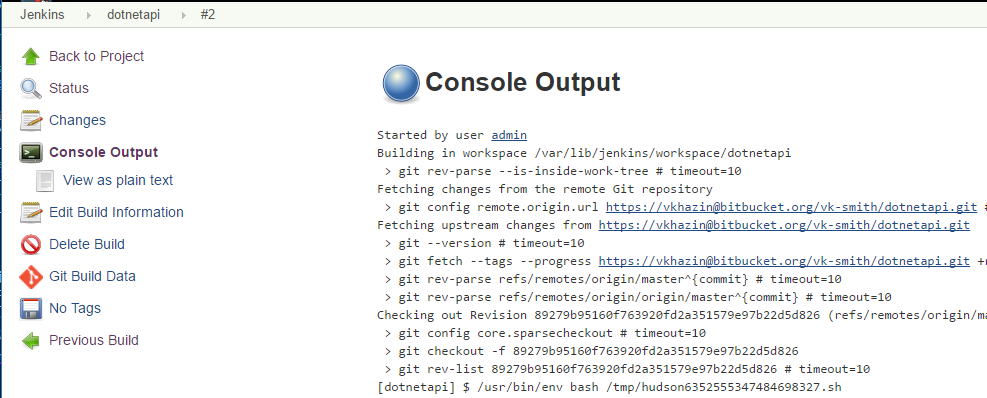 Jenkins dotnetapi #2
Back to Project
Status
Changes
Console Output
View as plain text
Edit Build Information
Delete Build
Git Build Data
No Tags
Previous Build
Console Output
Started by user admin
Building in workspace /var/lib/jenkins/workspace/dotnetapi
> git rev-parse --is-inside-work-tree # timeout=10
Fetching changes from the remote Git repository
> git config remote.origin.url https://vkhazin@bitbucket.org/vk-smith/dotnetapi.git #
Fetching upstream changes from https://vkhazin@bitbucket.org/vk-smith/dotnetapi.git
> git --version # timeout=10
> git fetch --tags --progress https://vkhazin@bitbucket.org/vk-smith/dotnetapi.git +r
> git rev-parse refs/remotes/origin/master^{commit} # timeout=10
> git rev-parse refs/remotes/origin/origin/master^{commit} # timeout=10
Checking out Revision 89279b95160f763920fd2a351579e97b22d5d826 (refs/remotes/origin/ma
> git config core.sparsecheckout # timeout=10
> git checkout -f 89279b95160f763920fd2a351579e97b22d5d826
> git rev-list 89279b95160f763920fd2a351579e97b22d5d826 # timeout=10
[dotnetapi] $ /usr/bin/env bash /tmp/hudson6352555347484698327.sh